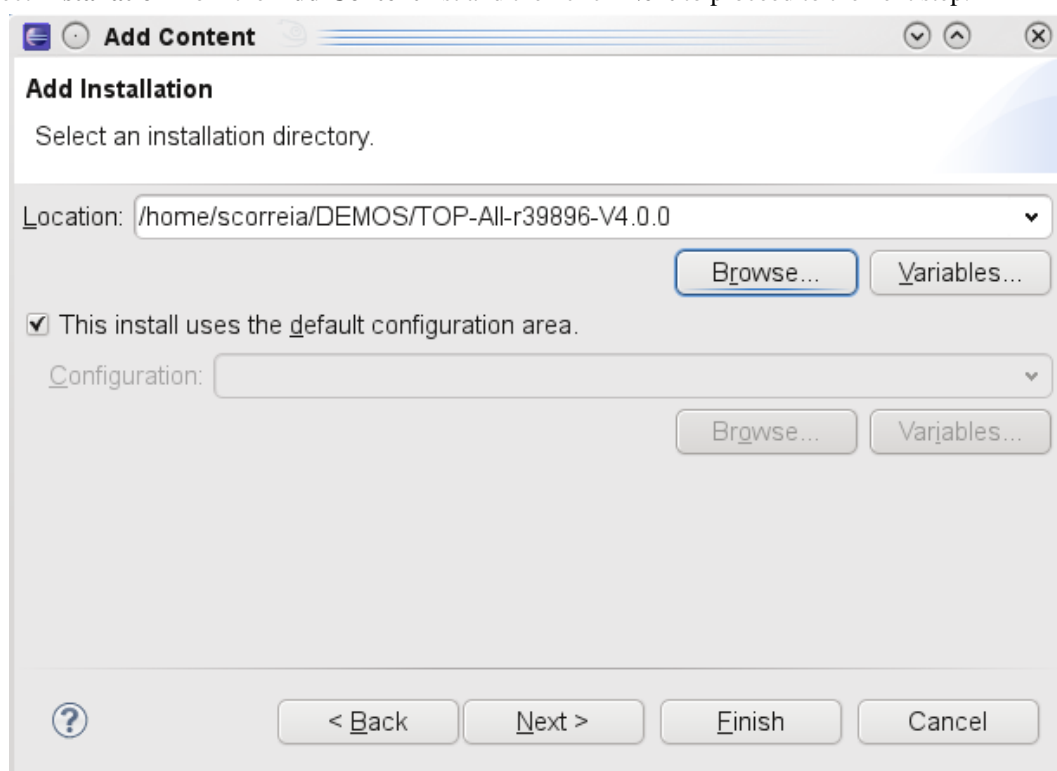 Add Content
Add Installation
Select an installation directory.
Location: /home/scorreia/DEMOS/TOP-All-r39896-V4.0.0
Browse... Variables...
This install uses the default configuration area.
Configuration:
Browse... Variables...
< Back Next > Finish Cancel